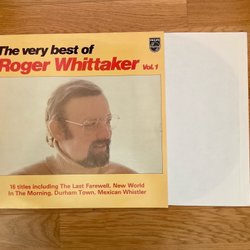 The very best of
Roger Whittaker Vol.1
PHILIPS
16 titles including The Last Farewell, New World
In The Morning, Durham Town, Mexican Whistler